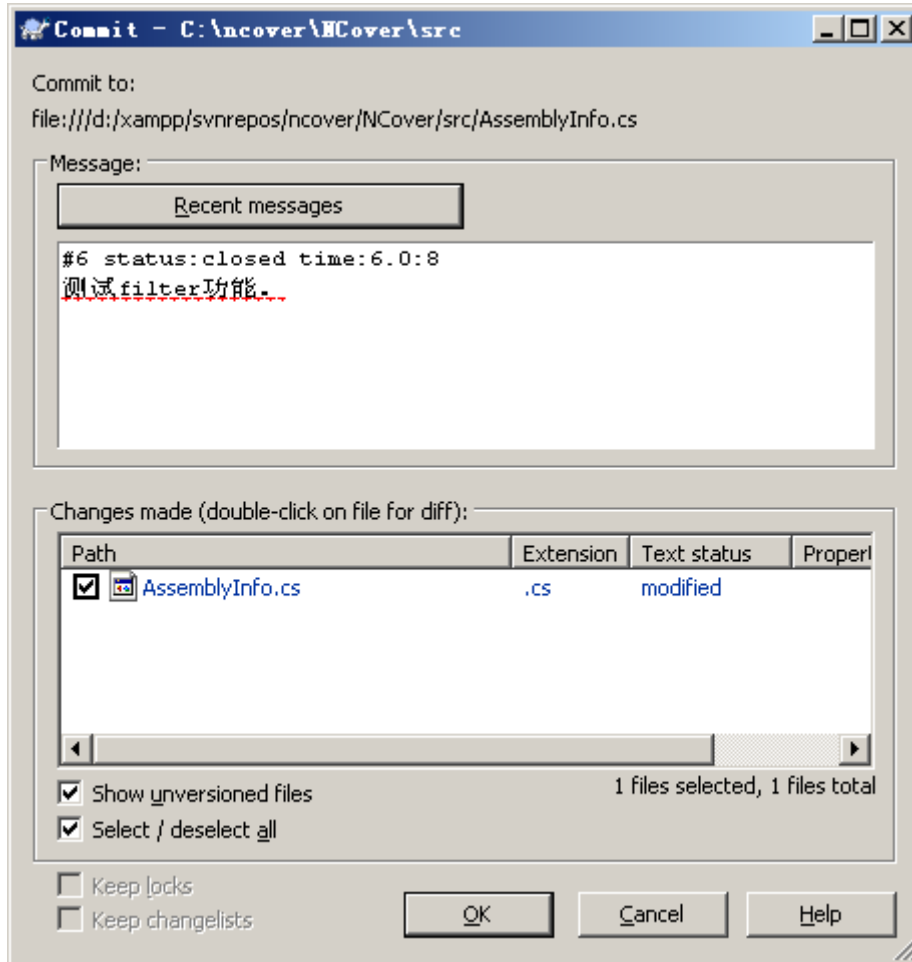 Commit - C:\ncover\NCover\src
Commit to:
file:///d:/xampp/svnrepos/ncover/NCover/src/AssemblyInfo.cs
Message:
Recent messages
#6 status:closed time:6.0:8
测试filter功能。
Changes made (double-click on file for diff):
Path Extension Text status Propert
AssemblyInfo.cs .cs modified
1 files selected, 1 files total
Show unversioned files
Select / deselect all
Keep locks
Keep changelists
OK Cancel Help